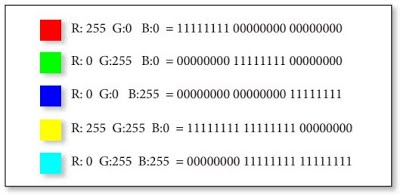 R: 255 G:0 B:0 = 11111111 00000000 00000000
R: 0 G:255 B:0 = 00000000 11111111 00000000
R: 0 G:0 B:255 = 00000000 00000000 11111111
R: 255 G:255 B:0 = 11111111 11111111 00000000
R: 0 G:255 B:255 = 00000000 11111111 11111111